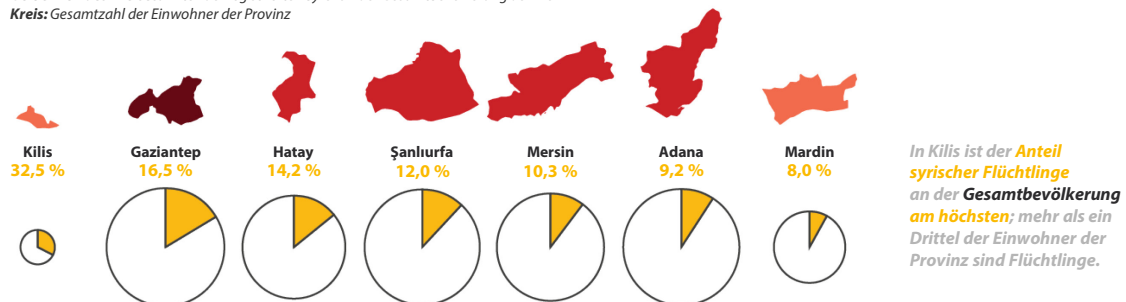 Kreis: Gesamtzahl der Einwohner der Provinz
Kilis
32,5 %
Gaziantep
16,5 %
Hatay
14,2 %
Şanlıurfa
12,0 %
Mersin
10,3 %
Adana
9,2 %
Mardin
8,0 %
In Kilis ist der Anteil
syrischer Flüchtlinge
an der Gesamtbevölkerung
am höchsten; mehr als ein
Drittel der Einwohner der
Provinz sind Flüchtlinge.